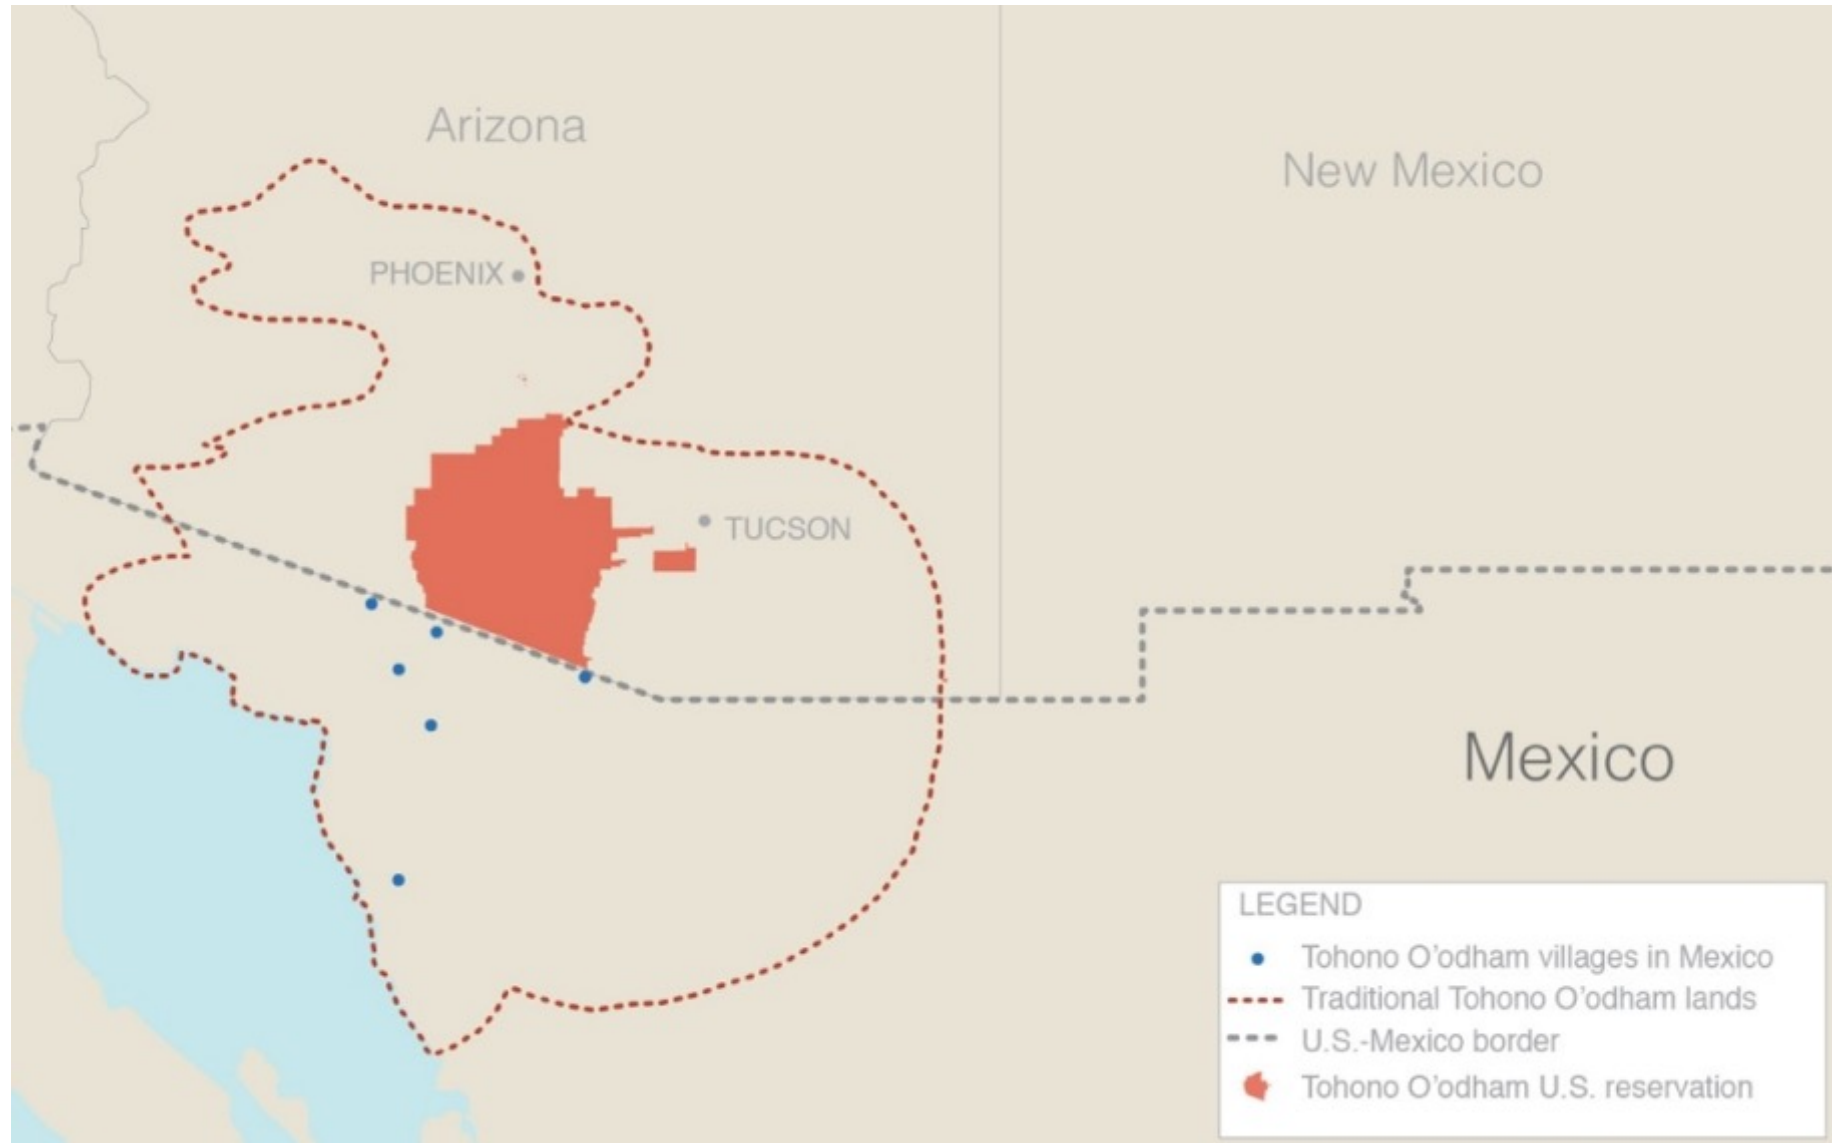 Arizona
New Mexico
PHOENIX
TUCSON
Mexico
LEGEND
Tohono O'odham villages in Mexico
Traditional Tohono O'odham lands
U.S.-Mexico border
Tohono O'odham U.S. reservation